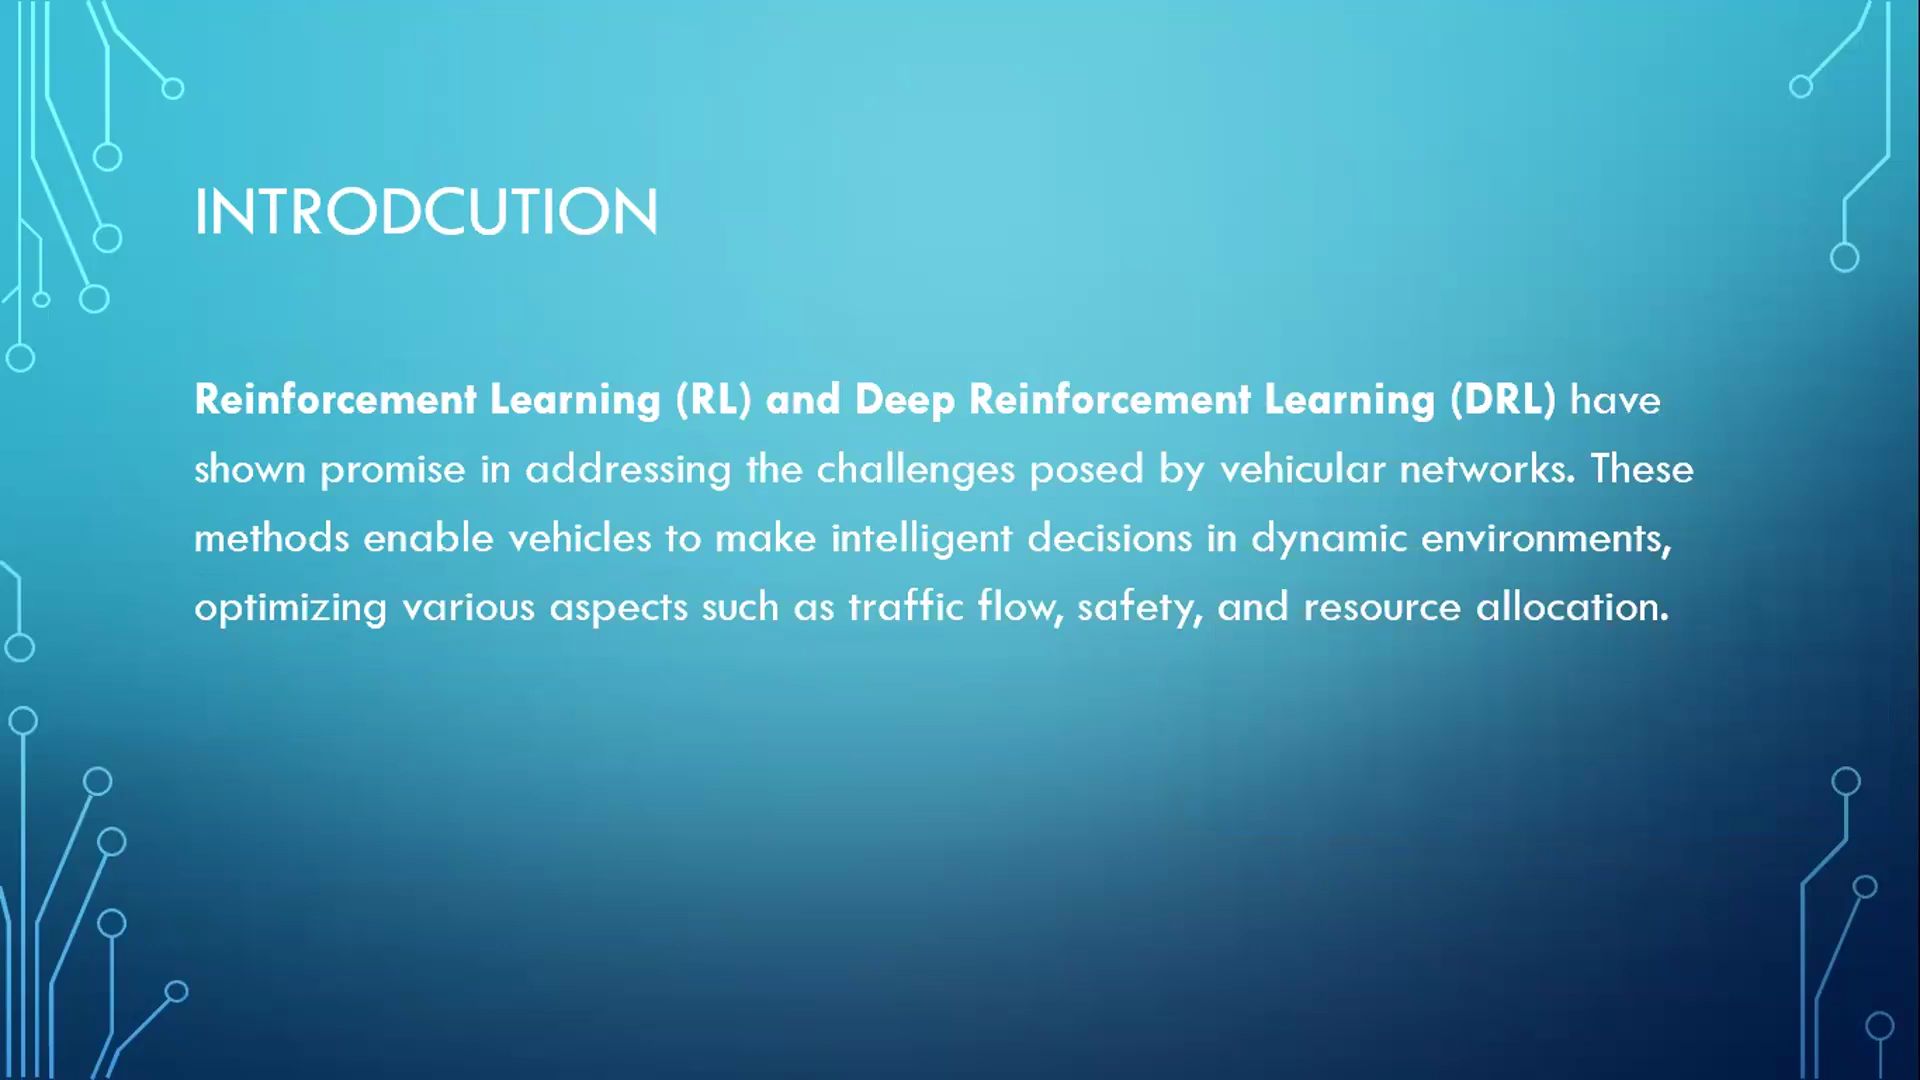 INTRODCUTION
Reinforcement Learning (RL) and Deep Reinforcement Learning (DRL) have
shown promise in addressing the challenges posed by vehicular networks. These
methods enable vehicles to make intelligent decisions in dynamic environments,
optimizing various aspects such as traffic flow, safety, and resource allocation.